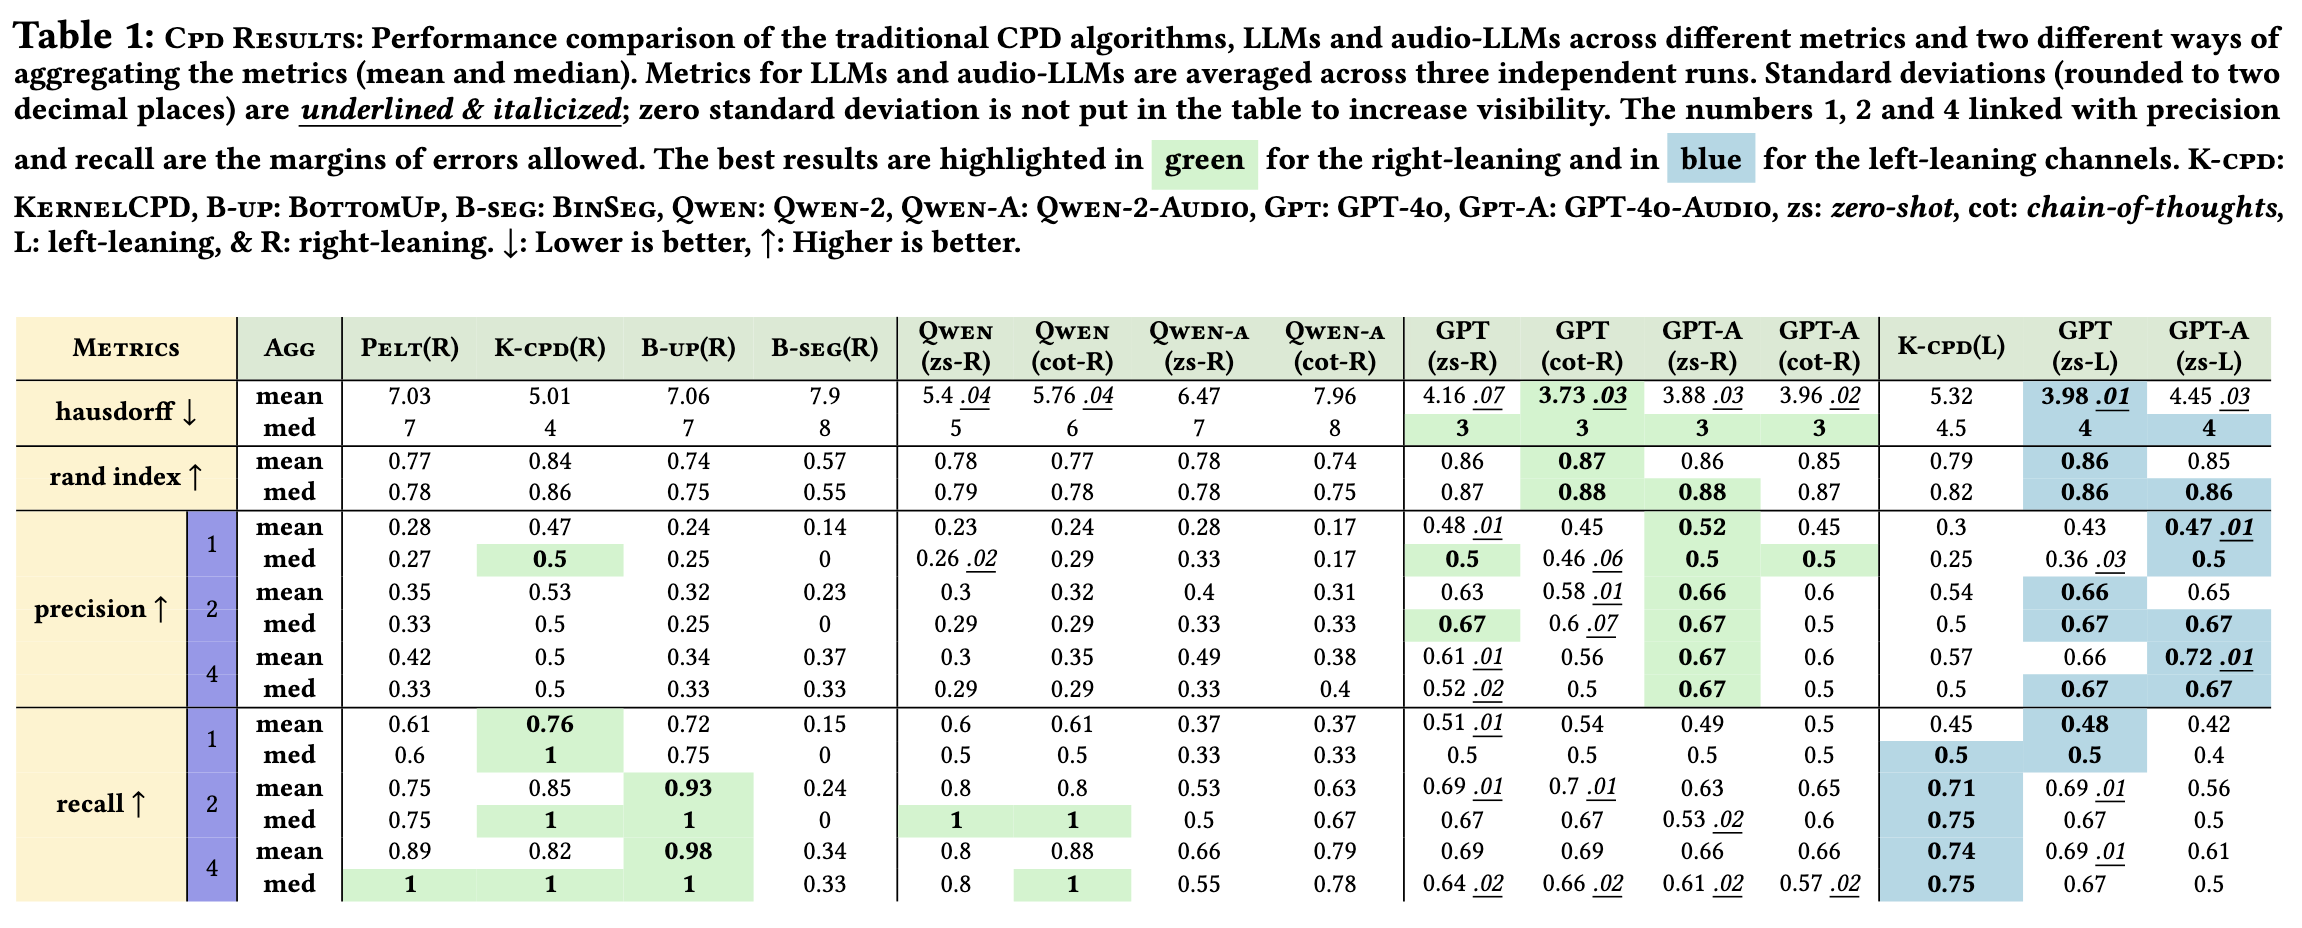 Table 1: CPD RESULTS: Performance comparison of the traditional CPD algorithms, LLMs and audio-LLMs across different metrics and two different ways of
aggregating the metrics (mean and median). Metrics for LLMs and audio-LLMs are averaged across three independent runs. Standard deviations (rounded to two
decimal places) are underlined & italicized; zero standard deviation is not put in the table to increase visibility. The numbers 1, 2 and 4 linked with precision
and recall are the margins of errors allowed. The best results are highlighted in green for the right-leaning and in blue for the left-leaning channels. K-CPD:
KERNELCPD, B-UP: BOTTOMUP, B-SEG: BINSEG, QWEN: QWEN-2, QWEN-A: QWEN-2-AUDIO, GPT: GPT-4O, GPT-A: GPT-4O-AUDIO, zs: zero-shot, cot: chain-of-thoughts,
L: left-leaning, & R: right-leaning. ↓: Lower is better, ↑: Higher is better.
METRICS AGG PELT(R) K-CPD(R) B-UP(R) B-SEG(R) QWEN (zs-R) QWEN (cot-R) QWEN-A (zs-R) QWEN-A (cot-R) GPT (zs-R) GPT (cot-R) GPT-A (zs-R) GPT-A (cot-R) K-CPD(L) GPT (zs-L) GPT-A (zs-L)
hausdorff ↓ mean 7.03 5.01 7.06 7.9 5.4 .04 5.76 .04 6.47 7.96 4.16 .07 3.73 .03 3.88 .03 3.96 .02 5.32 3.98 .01 4.45 .03
med 7 4 7 8 5 6 7 8 3 3 3 3 4.5 4 4
rand index ↑ mean 0.77 0.84 0.74 0.57 0.78 0.77 0.78 0.74 0.86 0.87 0.86 0.85 0.79 0.86 0.85
med 0.78 0.86 0.75 0.55 0.79 0.78 0.78 0.75 0.87 0.88 0.88 0.87 0.82 0.86 0.86
precision ↑ 1 mean 0.28 0.47 0.24 0.14 0.23 0.24 0.28 0.17 0.48 .01 0.45 0.52 0.45 0.3 0.43 0.47 .01
med 0.27 0.5 0.25 0 0.26 .02 0.29 0.33 0.17 0.5 0.46 .06 0.5 0.5 0.25 0.36 .03 0.5
2 mean 0.35 0.53 0.32 0.23 0.3 0.32 0.4 0.31 0.63 0.58 .01 0.66 0.6 0.54 0.66 0.65
med 0.33 0.5 0.25 0 0.29 0.29 0.33 0.33 0.67 0.6 .07 0.67 0.5 0.5 0.67 0.67
4 mean 0.42 0.5 0.34 0.37 0.3 0.35 0.49 0.38 0.61 .01 0.56 0.67 0.6 0.57 0.66 0.72 .01
med 0.33 0.5 0.33 0.33 0.29 0.29 0.33 0.4 0.52 .02 0.5 0.67 0.5 0.5 0.67 0.67
recall ↑ 1 mean 0.61 0.76 0.72 0.15 0.6 0.61 0.37 0.37 0.51 .01 0.54 0.49 0.5 0.45 0.48 0.42
med 0.6 1 0.75 0 0.5 0.5 0.33 0.33 0.5 0.5 0.5 0.5 0.5 0.5 0.4
2 mean 0.75 0.85 0.93 0.24 0.8 0.8 0.53 0.63 0.69 .01 0.7 .01 0.63 0.65 0.71 0.69 .01 0.56
med 0.75 1 1 0 1 1 0.5 0.67 0.67 0.67 0.53 .02 0.6 0.75 0.67 0.5
4 mean 0.89 0.82 0.98 0.34 0.8 0.88 0.66 0.79 0.69 0.69 0.66 0.66 0.74 0.69 .01 0.61
med 1 1 1 0.33 0.8 1 0.55 0.78 0.64 .02 0.66 .02 0.61 .02 0.57 .02 0.75 0.67 0.5